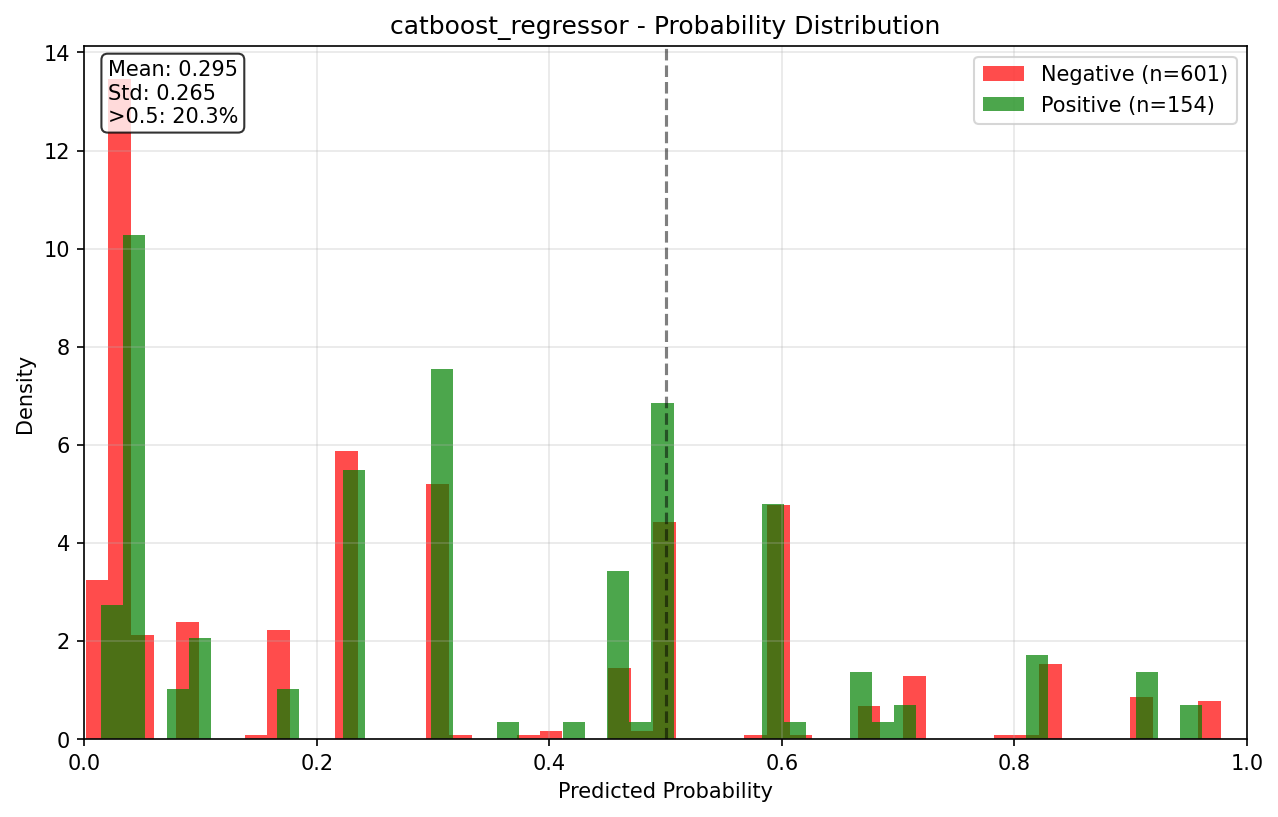 catboost_regressor - Probability Distribution
Mean: 0.295
Std: 0.265
>0.5: 20.3%
Negative (n=601)
Positive (n=154)
14
12
10
8
6
4
2
0
Density
0.0 0.2 0.4 0.6 0.8 1.0
Predicted Probability